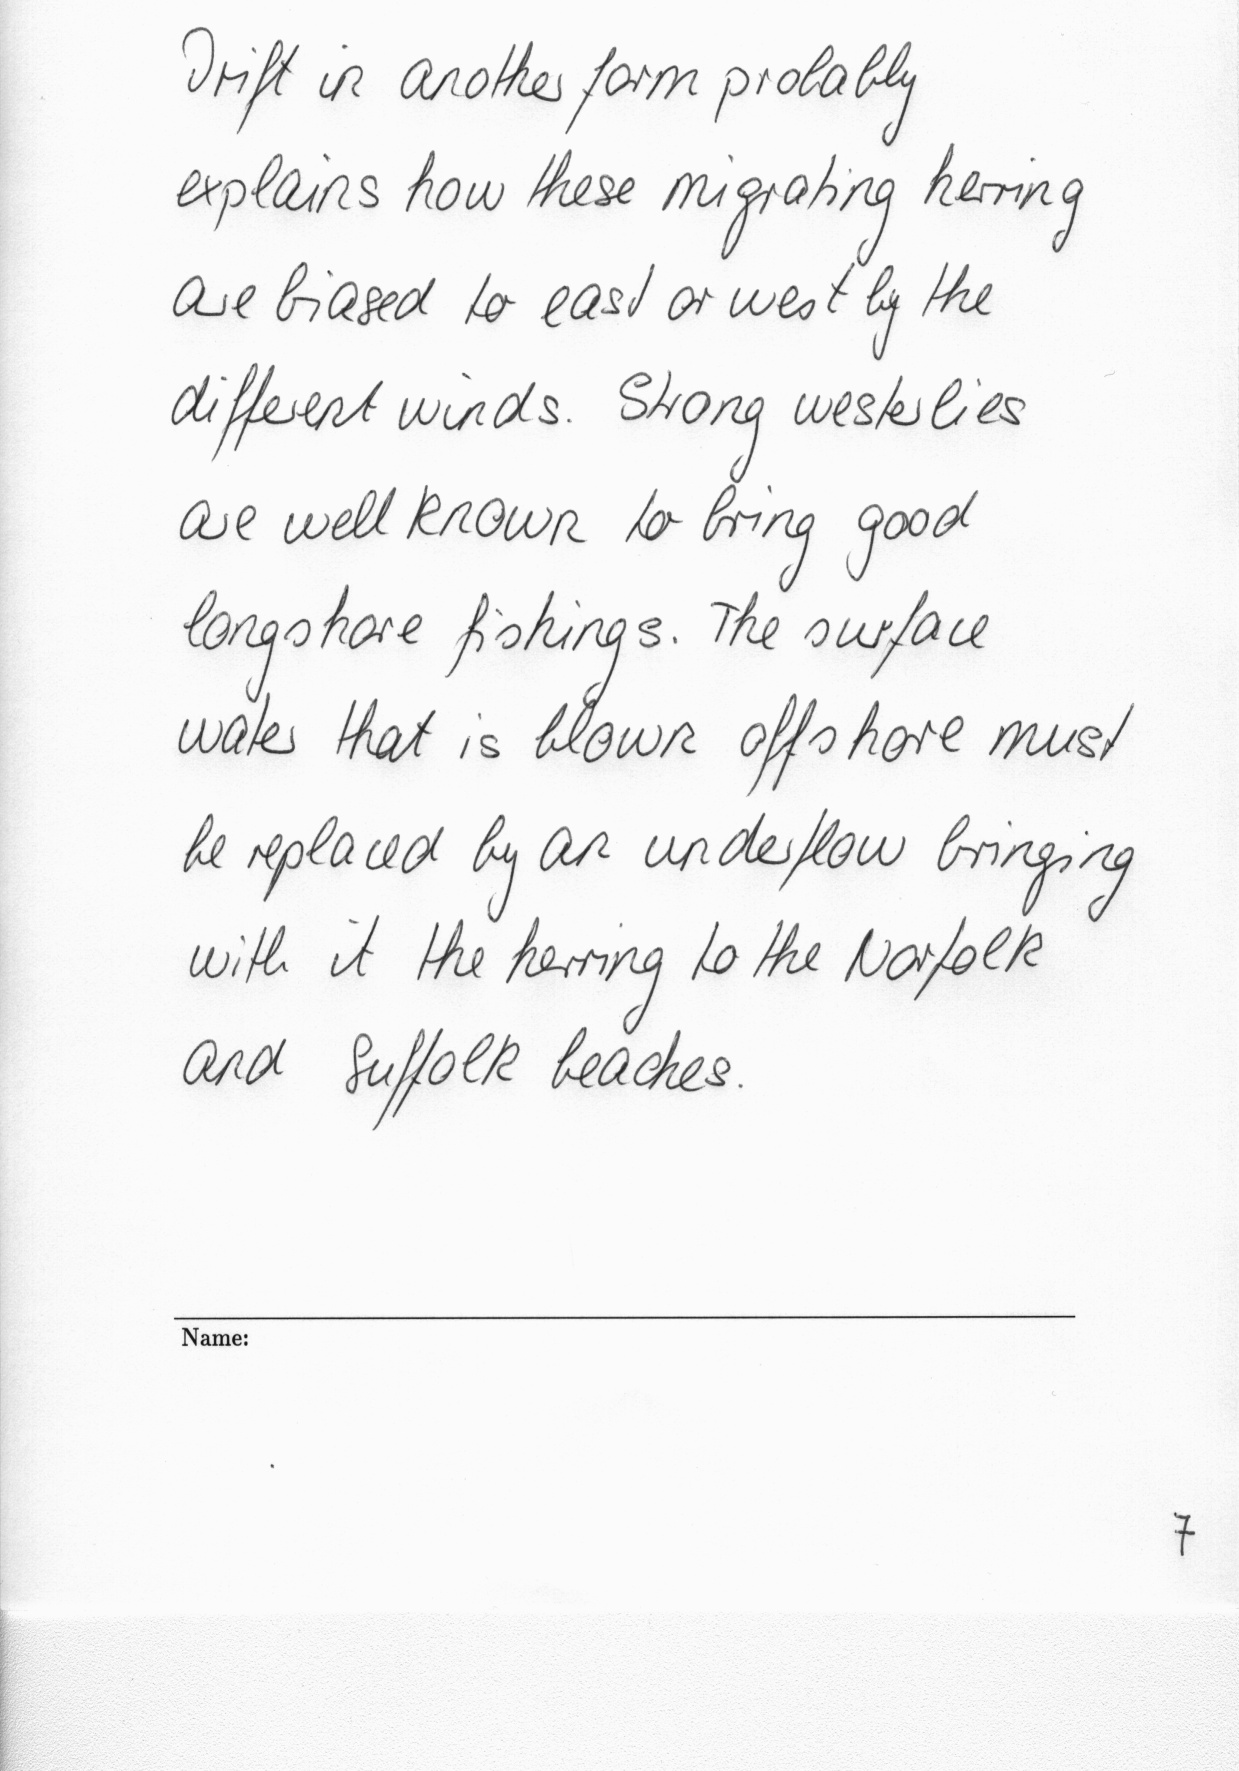 Drift in another form probably
explains how these migrating herring
are biased to east or west by the
different winds. Strong westerlies
are well known to bring good
longshore fishings. The surface
water that is blown offshore must
be replaced by an underflow bringing
with it the herring to the Norfolk
and Suffolk beaches.
Name:
7